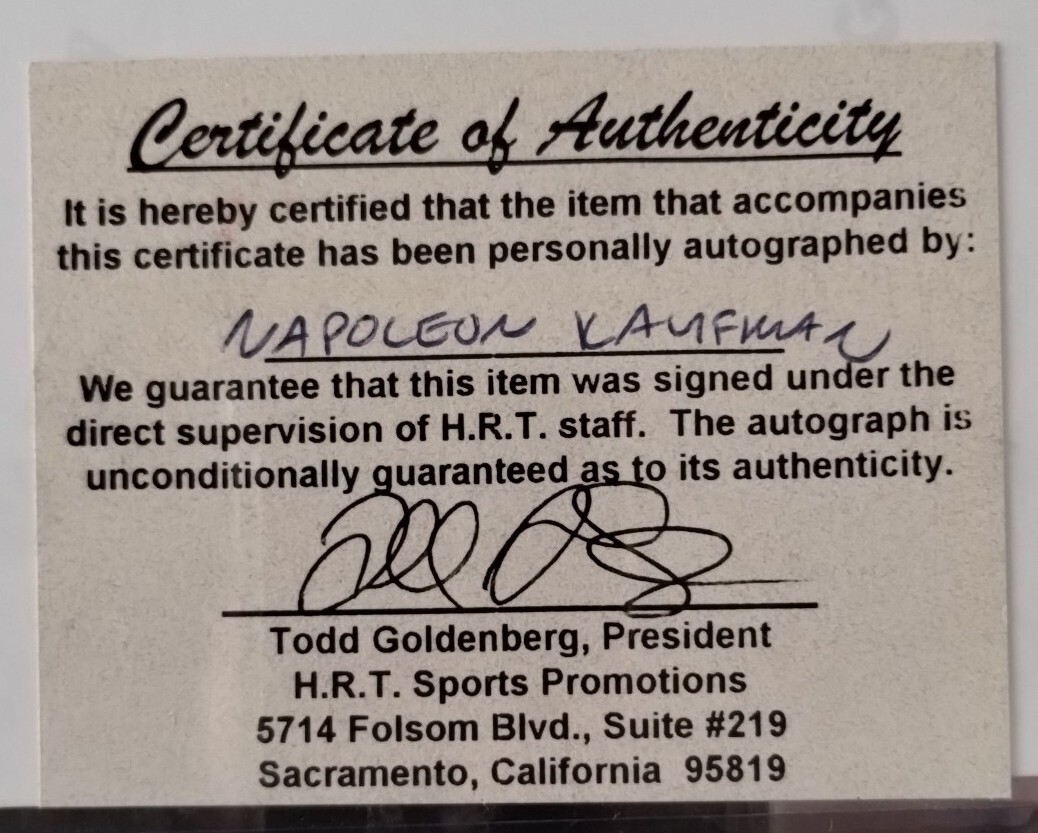 Certificate of Authenticity
It is hereby certified that the item that accompanies
this certificate has been personally autographed by:
NAPOLEON KAUFMAN
We guarantee that this item was signed under the
direct supervision of H.R.T. staff. The autograph is
unconditionally guaranteed as to its authenticity.
Todd Goldenberg, President
H.R.T. Sports Promotions
5714 Folsom Blvd., Suite #219
Sacramento, California 95819